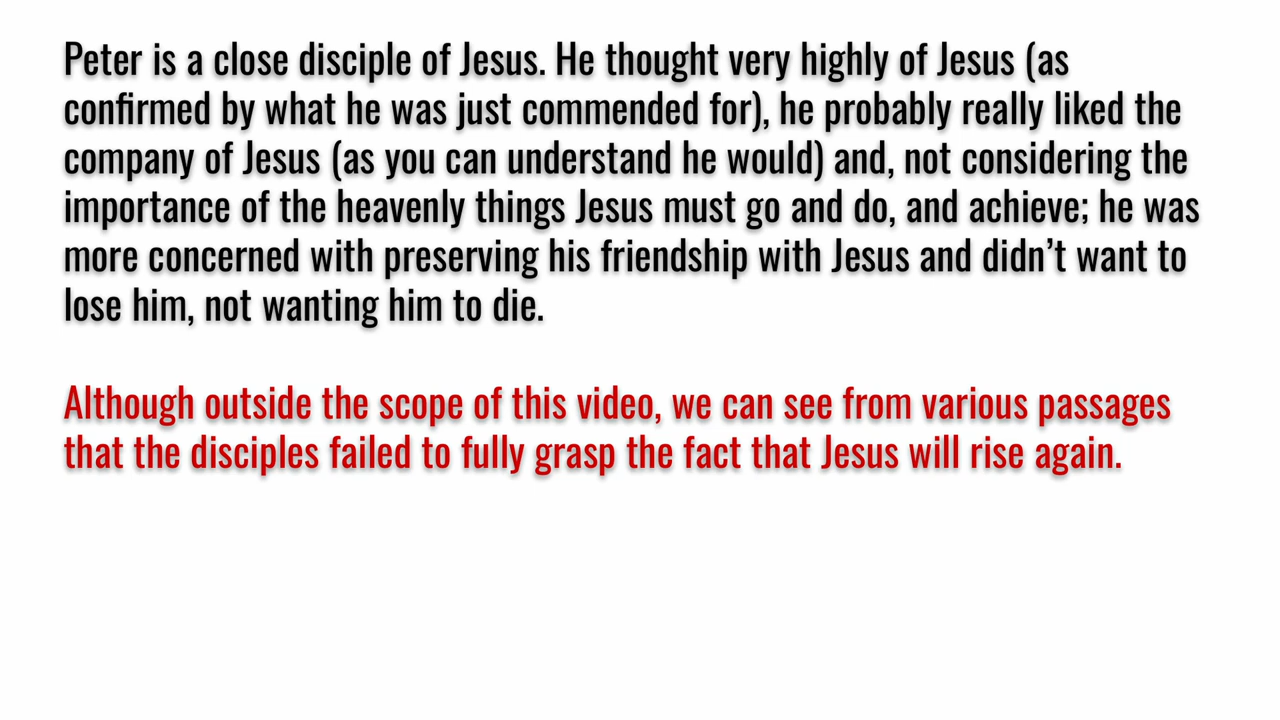 Peter is a close disciple of Jesus. He thought very highly of Jesus (as
confirmed by what he was just commended for), he probably really liked the
company of Jesus (as you can understand he would) and, not considering the
importance of the heavenly things Jesus must go and do, and achieve; he was
more concerned with preserving his friendship with Jesus and didn’t want to
lose him, not wanting him to die.
Although outside the scope of this video, we can see from various passages
that the disciples failed to fully grasp the fact that Jesus will rise again.